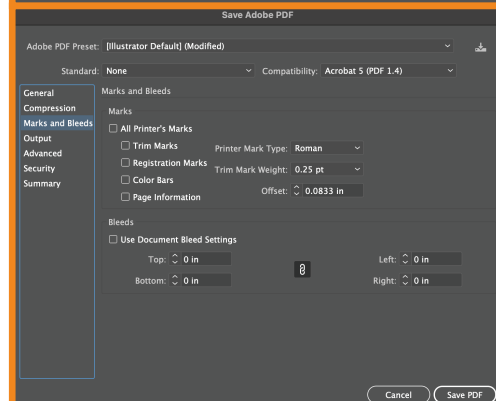 Save Adobe PDF
Adobe PDF Preset: [Illustrator Default] (Modified)
Standard: None Compatibility: Acrobat 5 (PDF 1.4)
General
Compression
Marks and Bleeds
Output
Advanced
Security
Summary
Marks and Bleeds
Marks
All Printer's Marks
Trim Marks Printer Mark Type: Roman
Registration Marks Trim Mark Weight: 0.25 pt
Color Bars
Offset: 0.0833 in
Page Information
Bleeds
Use Document Bleed Settings
Top: 0 in Left: 0 in
Bottom: 0 in Right: 0 in
Cancel Save PDF